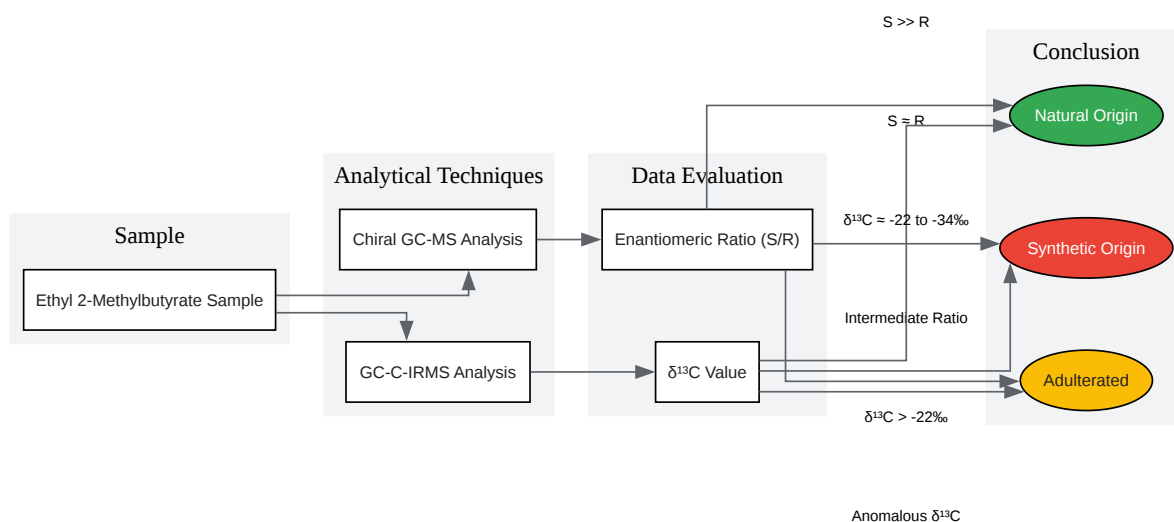 Sample
Ethyl 2-Methylbutyrate Sample
Analytical Techniques
Chiral GC-MS Analysis
GC-C-IRMS Analysis
Data Evaluation
Enantiomeric Ratio (S/R)
δ¹³C Value
S >> R
S ≈ R
δ¹³C ≈ -22 to -34‰
Intermediate Ratio
δ¹³C > -22‰
Anomalous δ¹³C
Conclusion
Natural Origin
Synthetic Origin
Adulterated